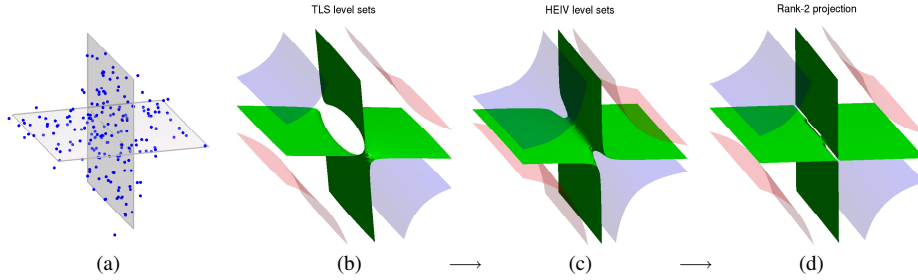 TLS level sets
HEIV level sets
Rank-2 projection
(a)
(b)
⟶
(c)
⟶
(d)